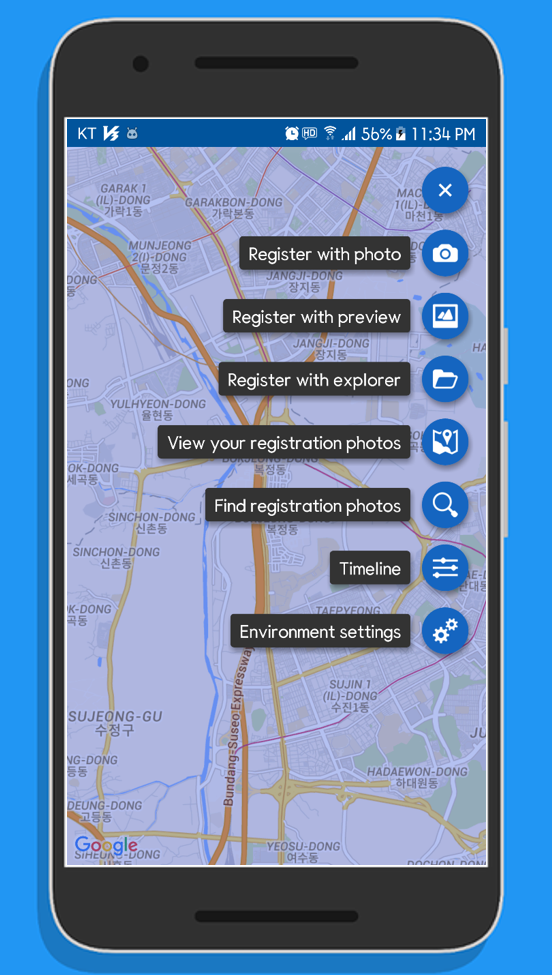 KT HD 56% 11:34 PM
GARAK 1
(IL)-DONG
가락1동
GARAKBON-DONG
가락본동
마천1동
MUNJEONG
2(I)-DONG
문정2동
Register with photo
JANGJI-DONG
장지동
DONG
Register with preview
JANGJI-DONG
장지동
ONG
Register with explorer
YULHYEON-DONG
율현동
View your registration photos
복정동
OK-DONG
세곡동
Find registration photos
SINCHON-DONG
신촌동
복정동
SINCHON-DONG
신촌동
Timeline
K-DONG
곡동
TAEPYEONG
Environment settings
Bundang-Suseo Expressway
SUJIN 1
(IL)-DONG
수진1동
SUJEONG-GU
수정구
NG-DONG
등동
HADAEWON-DONG
하대원동
DEUNG-DONG
고등동
Google
SIHEUNG-DONG
YEOSU-DONG
여수동